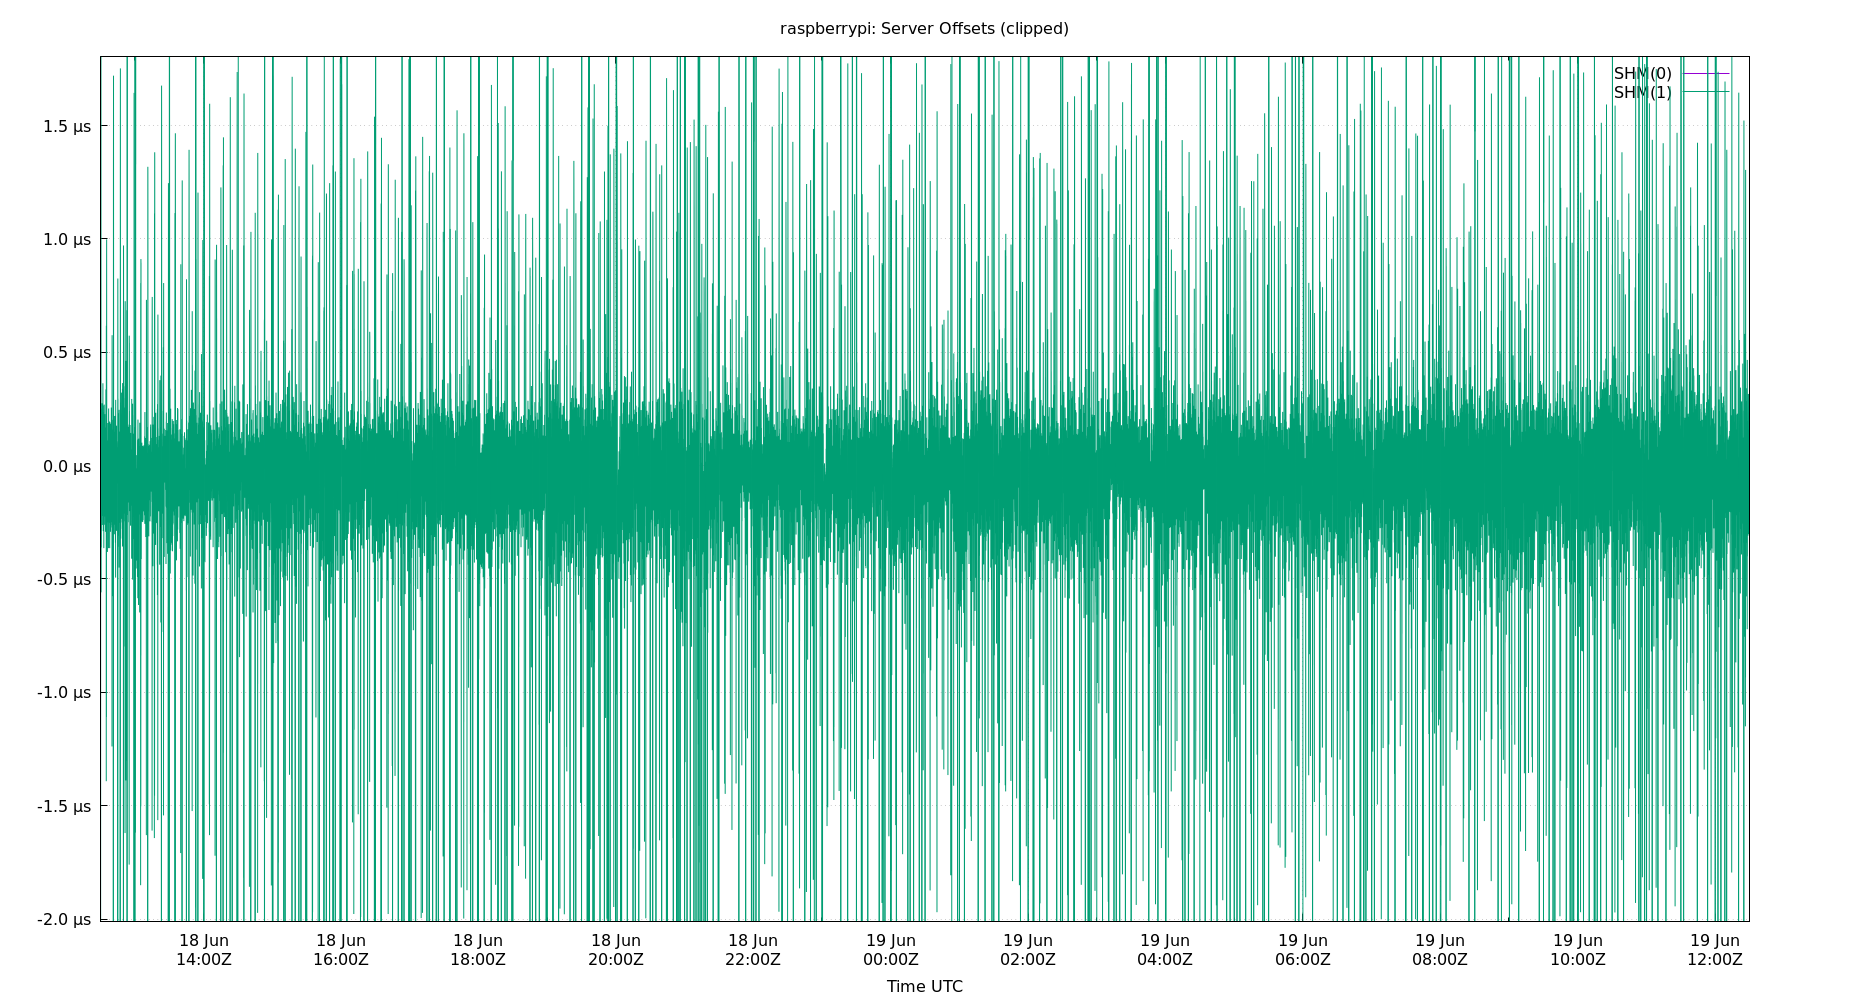 raspberrypi: Server Offsets (clipped)
SHM(0)
SHM(1)
1.5 µs
1.0 µs
0.5 µs
0.0 µs
-0.5 µs
-1.0 µs
-1.5 µs
-2.0 µs
18 Jun 18 Jun 18 Jun 18 Jun 18 Jun 19 Jun 19 Jun 19 Jun 19 Jun 19 Jun 19 Jun 19 Jun
14:00Z 16:00Z 18:00Z 20:00Z 22:00Z 00:00Z 02:00Z 04:00Z 06:00Z 08:00Z 10:00Z 12:00Z
Time UTC